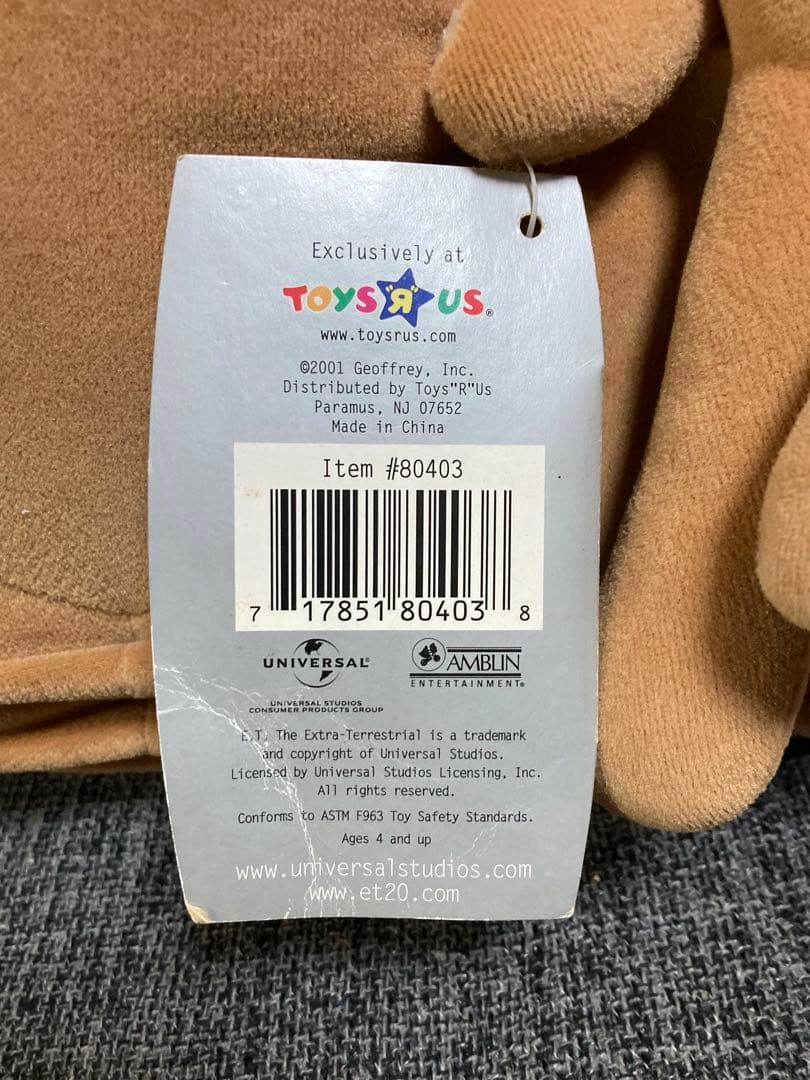 Exclusively at
TOYS"R"US®
www.toysrus.com
©2001 Geoffrey, Inc.
Distributed by Toys"R"Us
Paramus, NJ 07652
Made in China
Item #80403
7 17851 80403 8
UNIVERSAL®
UNIVERSAL STUDIOS
CONSUMER PRODUCTS GROUP
AMBLIN
ENTERTAINMENT®
E.T. The Extra-Terrestrial is a trademark
and copyright of Universal Studios.
Licensed by Universal Studios Licensing, Inc.
All rights reserved.
Conforms to ASTM F963 Toy Safety Standards.
Ages 4 and up
www.universalstudios.com
www.et20.com